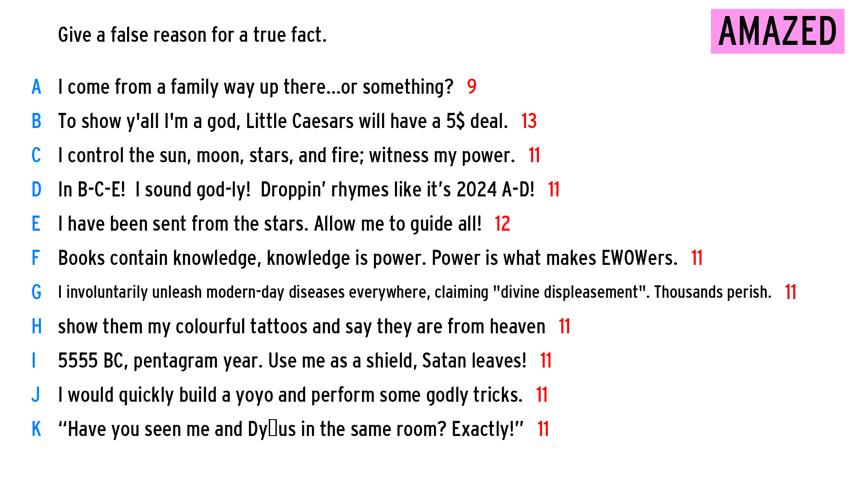 Give a false reason for a true fact.
AMAZED
A I come from a family way up there...or something? 9
B To show y'all I'm a god, Little Caesars will have a 5$ deal. 13
C I control the sun, moon, stars, and fire; witness my power. 11
D In B-C-E! I sound god-ly! Droppin’ rhymes like it’s 2024 A-D! 11
E I have been sent from the stars. Allow me to guide all! 12
F Books contain knowledge, knowledge is power. Power is what makes EWOWers. 11
G I involuntarily unleash modern-day diseases everywhere, claiming "divine displeasement". Thousands perish. 11
H show them my colourful tattoos and say they are from heaven 11
I 5555 BC, pentagram year. Use me as a shield, Satan leaves! 11
J I would quickly build a yoyo and perform some godly tricks. 11
K “Have you seen me and Dy▯us in the same room? Exactly!” 11